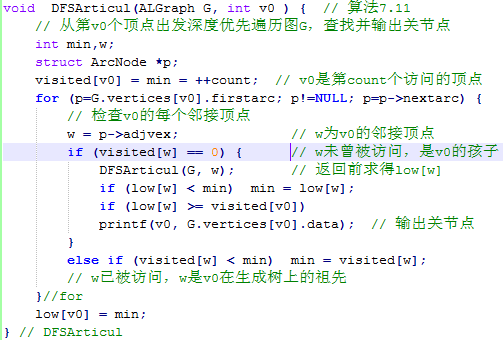 void  DFSArticul(ALGraph G, int v0 ) {  // 算法7.11
// 从第v0个顶点出发深度优先遍历图G，查找并输出关节点
int min,w;
struct ArcNode *p;
visited[v0] = min = ++count;  // v0是第count个访问的顶点
for (p=G.vertices[v0].firstarc; p!=NULL; p=p->nextarc) {
// 检查v0的每个邻接顶点
w = p->adjvex;  // w为v0的邻接顶点
if (visited[w] == 0) {  // w未曾被访问，是v0的孩子
DFSArticul(G, w);  // 返回前求得low[w]
if (low[w] < min)  min = low[w];
if (low[w] >= visited[v0])
printf(v0, G.vertices[v0].data);  // 输出关节点
}
else if (visited[w] < min)  min = visited[w];
// w已被访问，w是v0在生成树上的祖先
}//for
low[v0] = min;
} // DFSArticul